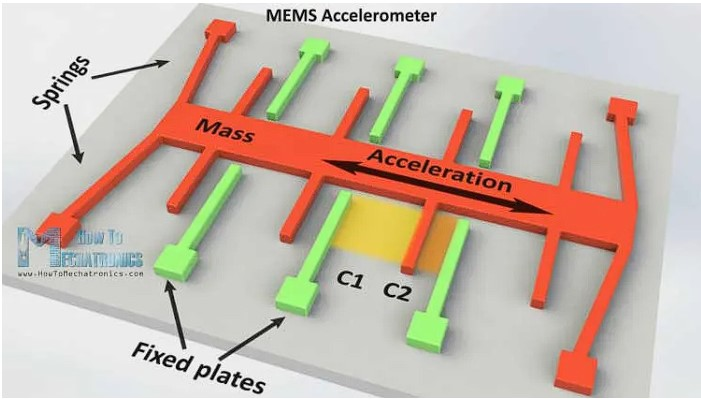 MEMS Accelerometer
Springs
Mass
Acceleration
C1 C2
How To
Mechatronics
www.HowToMechatronics.com
Fixed plates